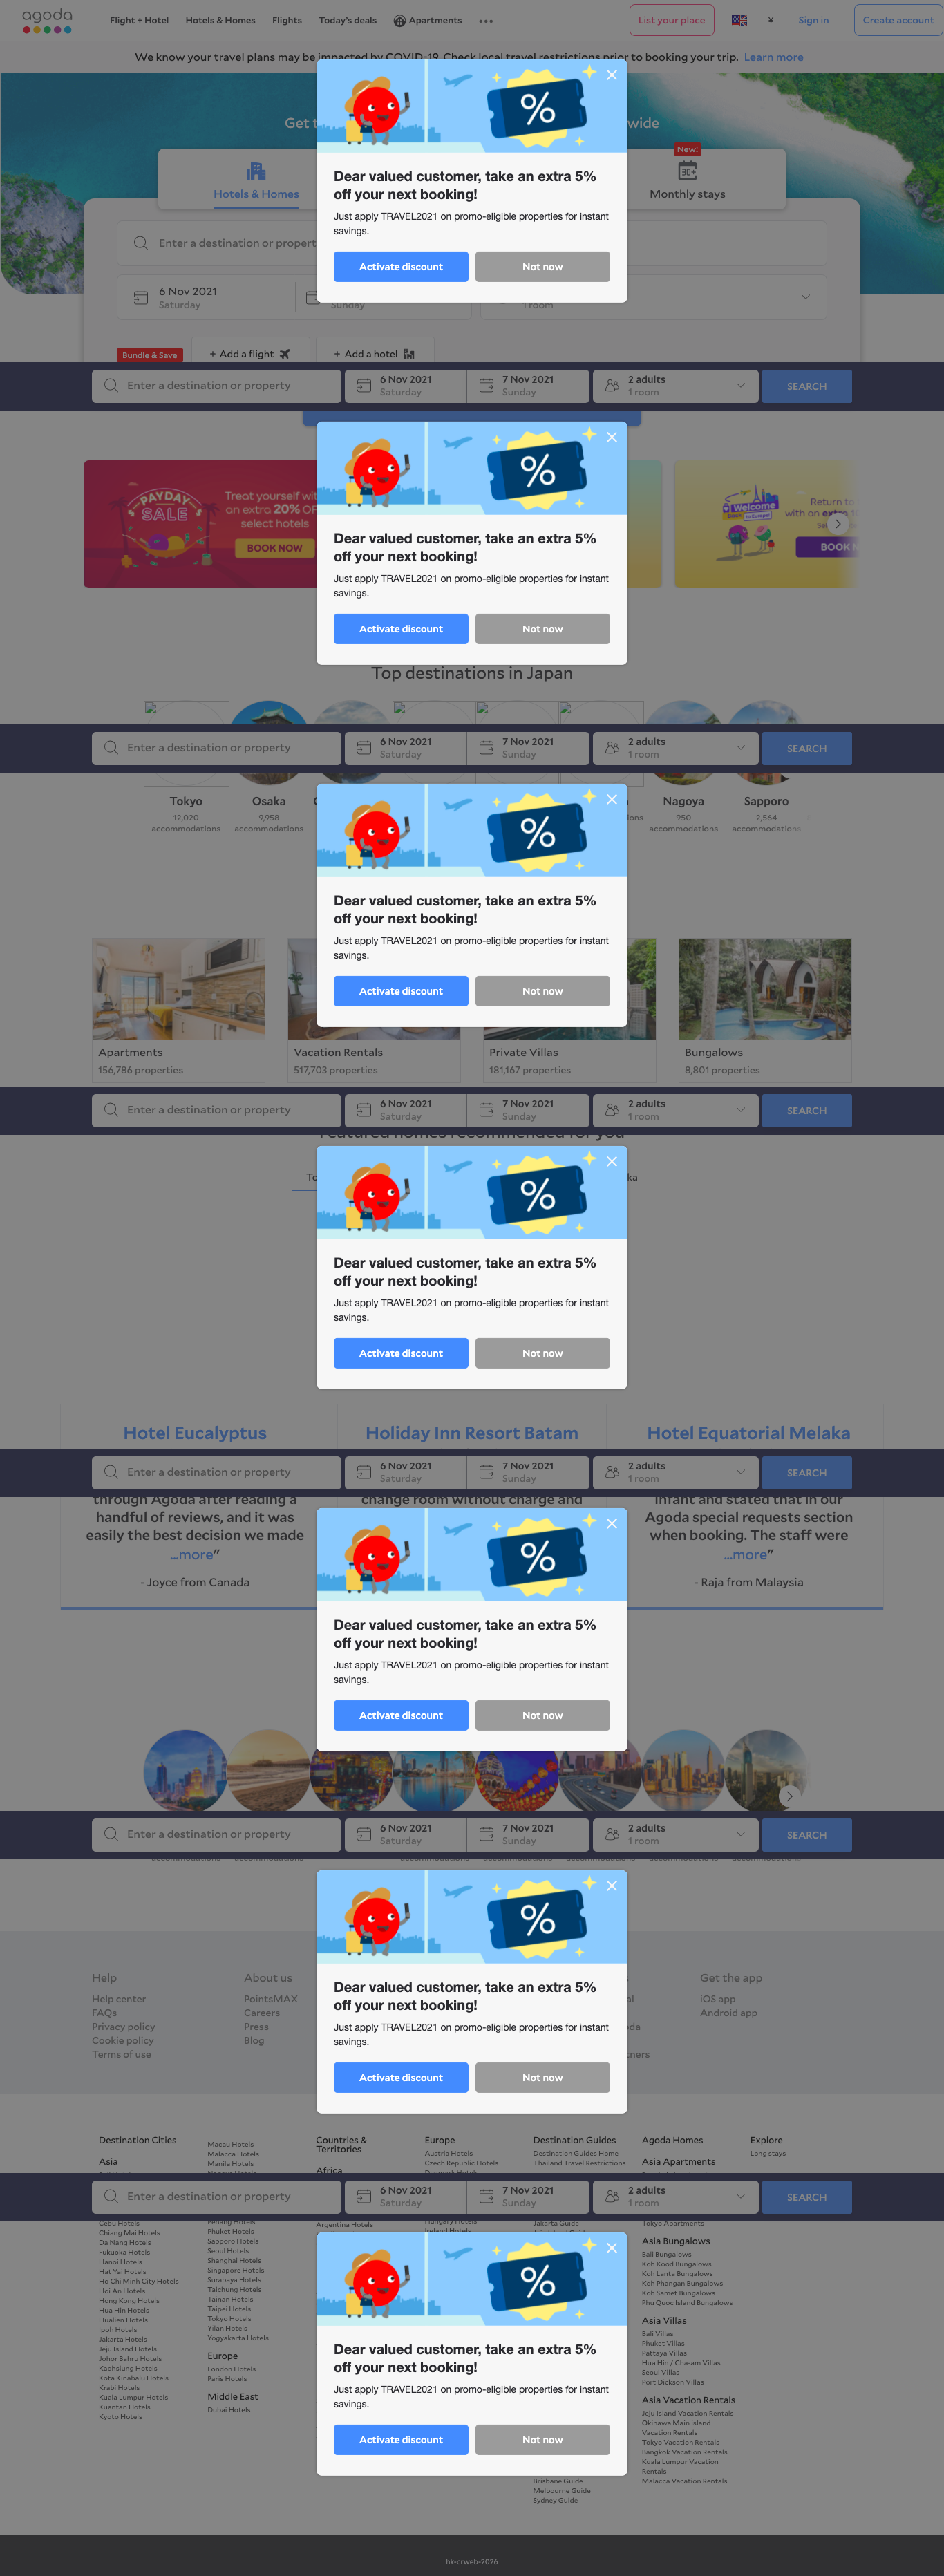 agoda
Flight + Hotel
Hotels & Homes
Flights
Today's deals
Apartments
List your place
¥
Sign in
Create account
We know your travel plans may be impacted by COVID-19. Check local travel restrictions prior to booking your trip. Learn more
Get
wide
Hotels & Homes
New!
30+
Monthly stays
Enter a destination or propert
6 Nov 2021
Saturday
Sunday
1 room
Bundle & Save
+ Add a flight
+ Add a hotel
%
Dear valued customer, take an extra 5%
off your next booking!
Just apply TRAVEL2021 on promo-eligible properties for instant
savings.
Activate discount
Not now
Enter a destination or property
6 Nov 2021
Saturday
7 Nov 2021
Sunday
2 adults
1 room
SEARCH
PAYDAY
SALE
Treat yourself with
an extra 20% OF
select hotels
BOOK NOW
Welcome
Back to Europe!
Return to
with an extra
BOOK N
%
Dear valued customer, take an extra 5%
off your next booking!
Just apply TRAVEL2021 on promo-eligible properties for instant
savings.
Activate discount
Not now
Top destinations in Japan
Enter a destination or property
6 Nov 2021
Saturday
7 Nov 2021
Sunday
2 adults
1 room
SEARCH
Tokyo
12,020
accommodations
Osaka
9,958
accommodations
Nagoya
950
accommodations
Sapporo
2,564
accommodations
%
Dear valued customer, take an extra 5%
off your next booking!
Just apply TRAVEL2021 on promo-eligible properties for instant
savings.
Activate discount
Not now
Apartments
156,786 properties
Vacation Rentals
517,703 properties
Private Villas
181,167 properties
Bungalows
8,801 properties
Enter a destination or property
6 Nov 2021
Saturday
7 Nov 2021
Sunday
2 adults
1 room
SEARCH
Featured homes recommended for you
To
ka
%
Dear valued customer, take an extra 5%
off your next booking!
Just apply TRAVEL2021 on promo-eligible properties for instant
savings.
Activate discount
Not now
Hotel Eucalyptus
Holiday Inn Resort Batam
Hotel Equatorial Melaka
Enter a destination or property
6 Nov 2021
Saturday
7 Nov 2021
Sunday
2 adults
1 room
SEARCH
through Agoda after reading a
handful of reviews, and it was
easily the best decision we made
...more"
- Joyce from Canada
change room without charge and
infant and stated that in our
Agoda special requests section
when booking. The staff were
...more"
- Raja from Malaysia
%
Dear valued customer, take an extra 5%
off your next booking!
Just apply TRAVEL2021 on promo-eligible properties for instant
savings.
Activate discount
Not now
Enter a destination or property
6 Nov 2021
Saturday
7 Nov 2021
Sunday
2 adults
1 room
SEARCH
%
Dear valued customer, take an extra 5%
off your next booking!
Just apply TRAVEL2021 on promo-eligible properties for instant
savings.
Activate discount
Not now
Help
Help center
FAQs
Privacy policy
Cookie policy
Terms of use
About us
PointsMAX
Careers
Press
Blog
al
da
ners
Get the app
iOS app
Android app
Destination Cities
Asia
Macau Hotels
Malacca Hotels
Manila Hotels
Countries &
Territories
Africa
Europe
Austria Hotels
Czech Republic Hotels
Destination Guides
Destination Guides Home
Thailand Travel Restrictions
Agoda Homes
Asia Apartments
Explore
Long stays
Enter a destination or property
6 Nov 2021
Saturday
7 Nov 2021
Sunday
2 adults
1 room
SEARCH
Cebu Hotels
Chiang Mai Hotels
Da Nang Hotels
Fukuoka Hotels
Hanoi Hotels
Hat Yai Hotels
Ho Chi Minh City Hotels
Hoi An Hotels
Hong Kong Hotels
Hua Hin Hotels
Hualien Hotels
Ipoh Hotels
Jakarta Hotels
Jeju Island Hotels
Johor Bahru Hotels
Kaohsiung Hotels
Kota Kinabalu Hotels
Krabi Hotels
Kuala Lumpur Hotels
Kuantan Hotels
Kyoto Hotels
Penang Hotels
Phuket Hotels
Sapporo Hotels
Seoul Hotels
Shanghai Hotels
Singapore Hotels
Surabaya Hotels
Taichung Hotels
Tainan Hotels
Taipei Hotels
Tokyo Hotels
Yilan Hotels
Yogyakarta Hotels
Europe
London Hotels
Paris Hotels
Middle East
Dubai Hotels
Argentina Hotels
Hungary Hotels
Ireland Hotels
Jakarta Guide
Tokyo Apartments
Asia Bungalows
Bali Bungalows
Koh Kood Bungalows
Koh Lanta Bungalows
Koh Phangan Bungalows
Koh Samet Bungalows
Phu Quoc Island Bungalows
Asia Villas
Bali Villas
Phuket Villas
Pattaya Villas
Hua Hin / Cha-am Villas
Seoul Villas
Port Dickson Villas
Asia Vacation Rentals
Jeju Island Vacation Rentals
Okinawa Main island
Vacation Rentals
Tokyo Vacation Rentals
Bangkok Vacation Rentals
Kuala Lumpur Vacation
Rentals
Malacca Vacation Rentals
%
Dear valued customer, take an extra 5%
off your next booking!
Just apply TRAVEL2021 on promo-eligible properties for instant
savings.
Activate discount
Not now
Brisbane Guide
Melbourne Guide
Sydney Guide
hk-crweb-2026